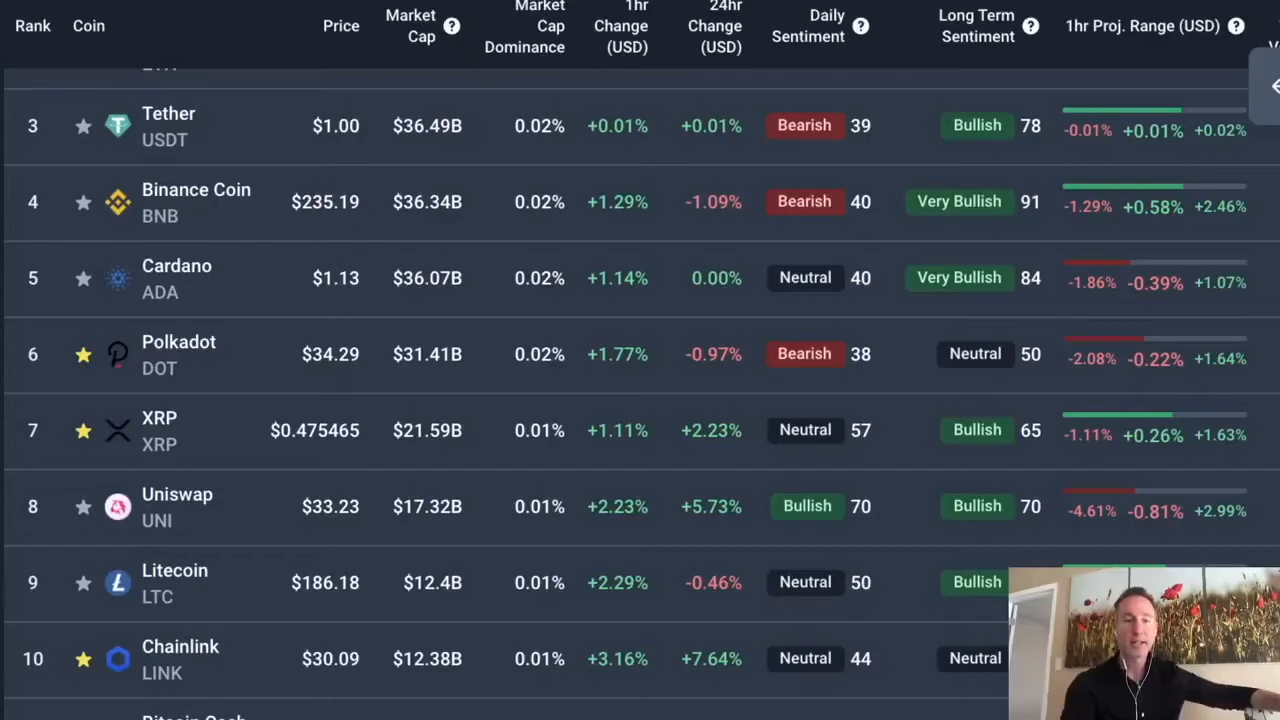 Rank Coin Price Market Cap Market Cap Dominance 1hr Change (USD) 24hr Change (USD) Daily Sentiment ? Long Term Sentiment ? 1hr Proj. Range (USD) ?
3 Tether USDT $1.00 $36.49B 0.02% +0.01% +0.01% Bearish 39 Bullish 78 -0.01% +0.01% +0.02%
4 Binance Coin BNB $235.19 $36.34B 0.02% +1.29% -1.09% Bearish 40 Very Bullish 91 -1.29% +0.58% +2.46%
5 Cardano ADA $1.13 $36.07B 0.02% +1.14% 0.00% Neutral 40 Very Bullish 84 -1.86% -0.39% +1.07%
6 Polkadot DOT $34.29 $31.41B 0.02% +1.77% -0.97% Bearish 38 Neutral 50 -2.08% -0.22% +1.64%
7 XRP XRP $0.475465 $21.59B 0.01% +1.11% +2.23% Neutral 57 Bullish 65 -1.11% +0.26% +1.63%
8 Uniswap UNI $33.23 $17.32B 0.01% +2.23% +5.73% Bullish 70 Bullish 70 -4.61% -0.81% +2.99%
9 Litecoin LTC $186.18 $12.4B 0.01% +2.29% -0.46% Neutral 50 Bullish
10 Chainlink LINK $30.09 $12.38B 0.01% +3.16% +7.64% Neutral 44 Neutral